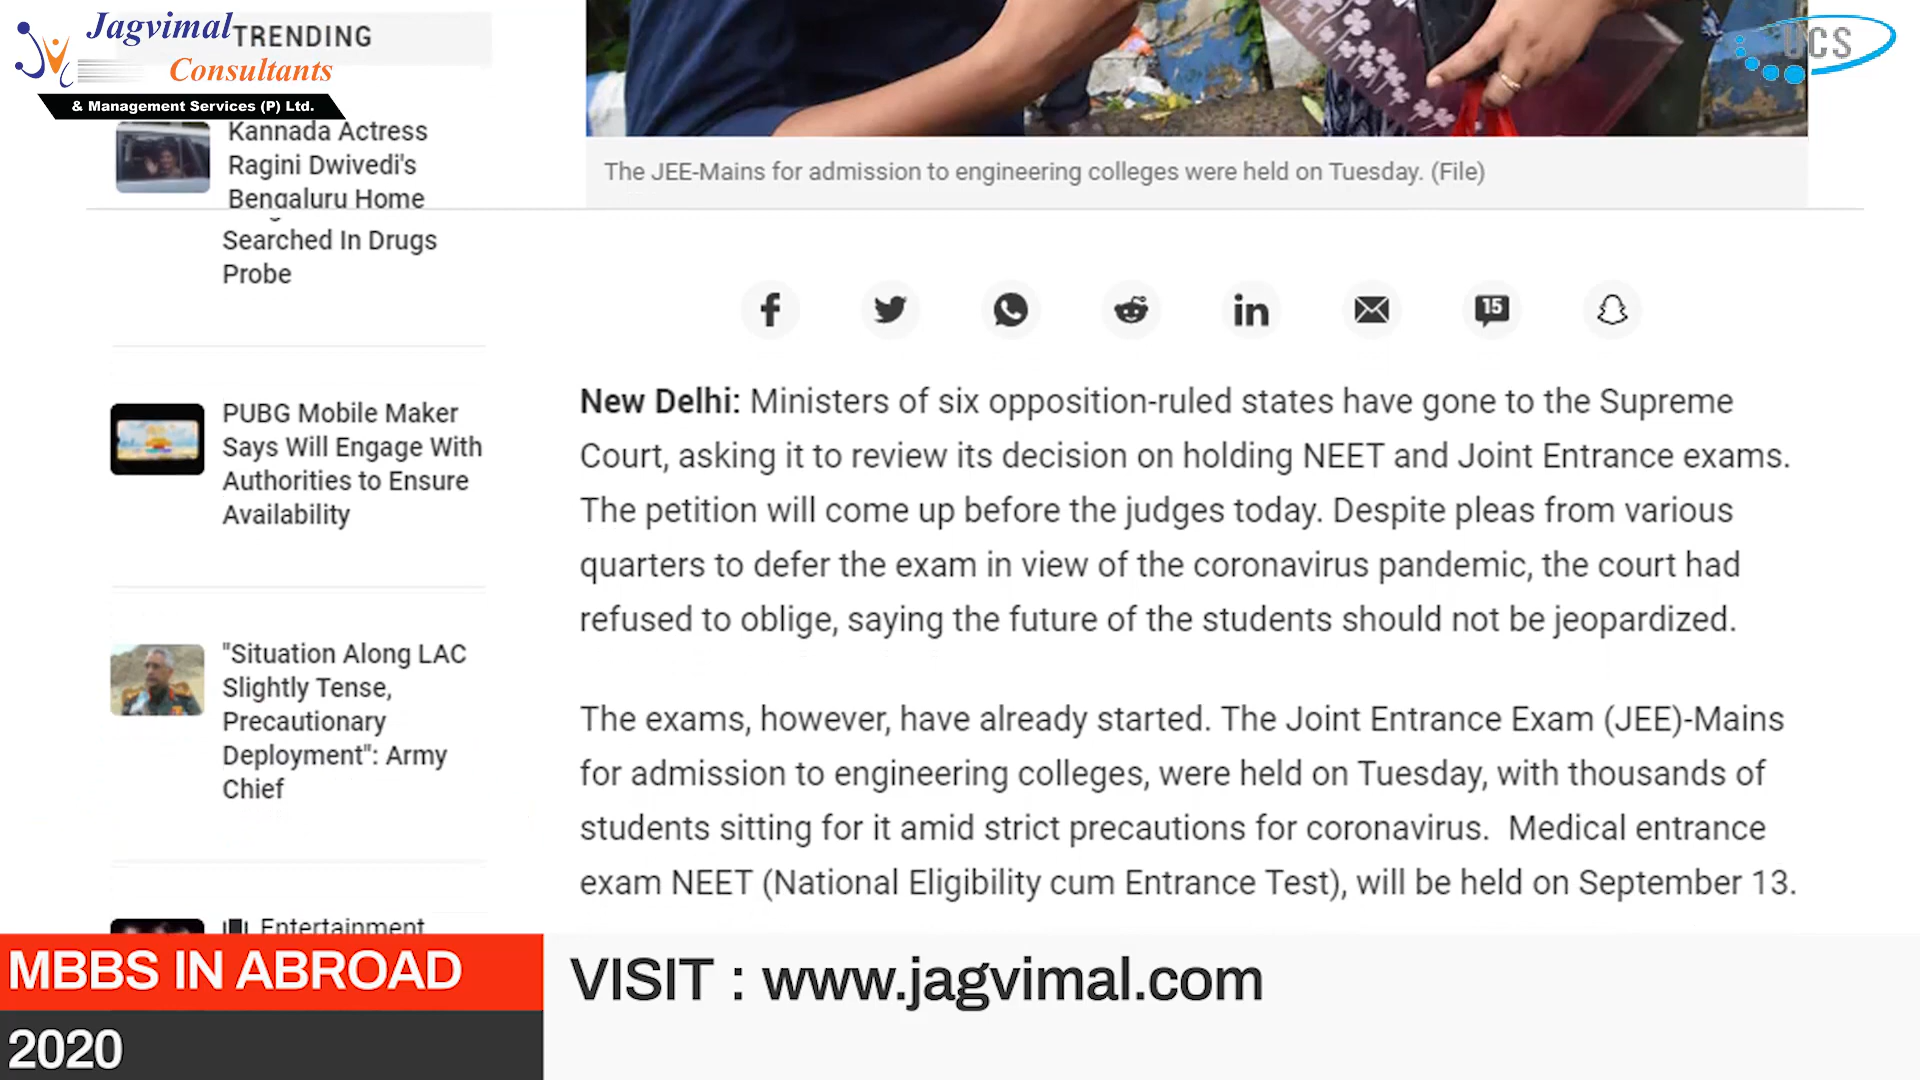 Jagvimal
Consultants
& Management Services (P) Ltd.
TRENDING
UCS
Kannada Actress
Ragini Dwivedi's
Bengaluru Home
Searched In Drugs
Probe
PUBG Mobile Maker
Says Will Engage With
Authorities to Ensure
Availability
"Situation Along LAC
Slightly Tense,
Precautionary
Deployment": Army
Chief
Entertainment
The JEE-Mains for admission to engineering colleges were held on Tuesday. (File)
15
New Delhi: Ministers of six opposition-ruled states have gone to the Supreme
Court, asking it to review its decision on holding NEET and Joint Entrance exams.
The petition will come up before the judges today. Despite pleas from various
quarters to defer the exam in view of the coronavirus pandemic, the court had
refused to oblige, saying the future of the students should not be jeopardized.
The exams, however, have already started. The Joint Entrance Exam (JEE)-Mains
for admission to engineering colleges, were held on Tuesday, with thousands of
students sitting for it amid strict precautions for coronavirus. Medical entrance
exam NEET (National Eligibility cum Entrance Test), will be held on September 13.
MBBS IN ABROAD
2020
VISIT : www.jagvimal.com